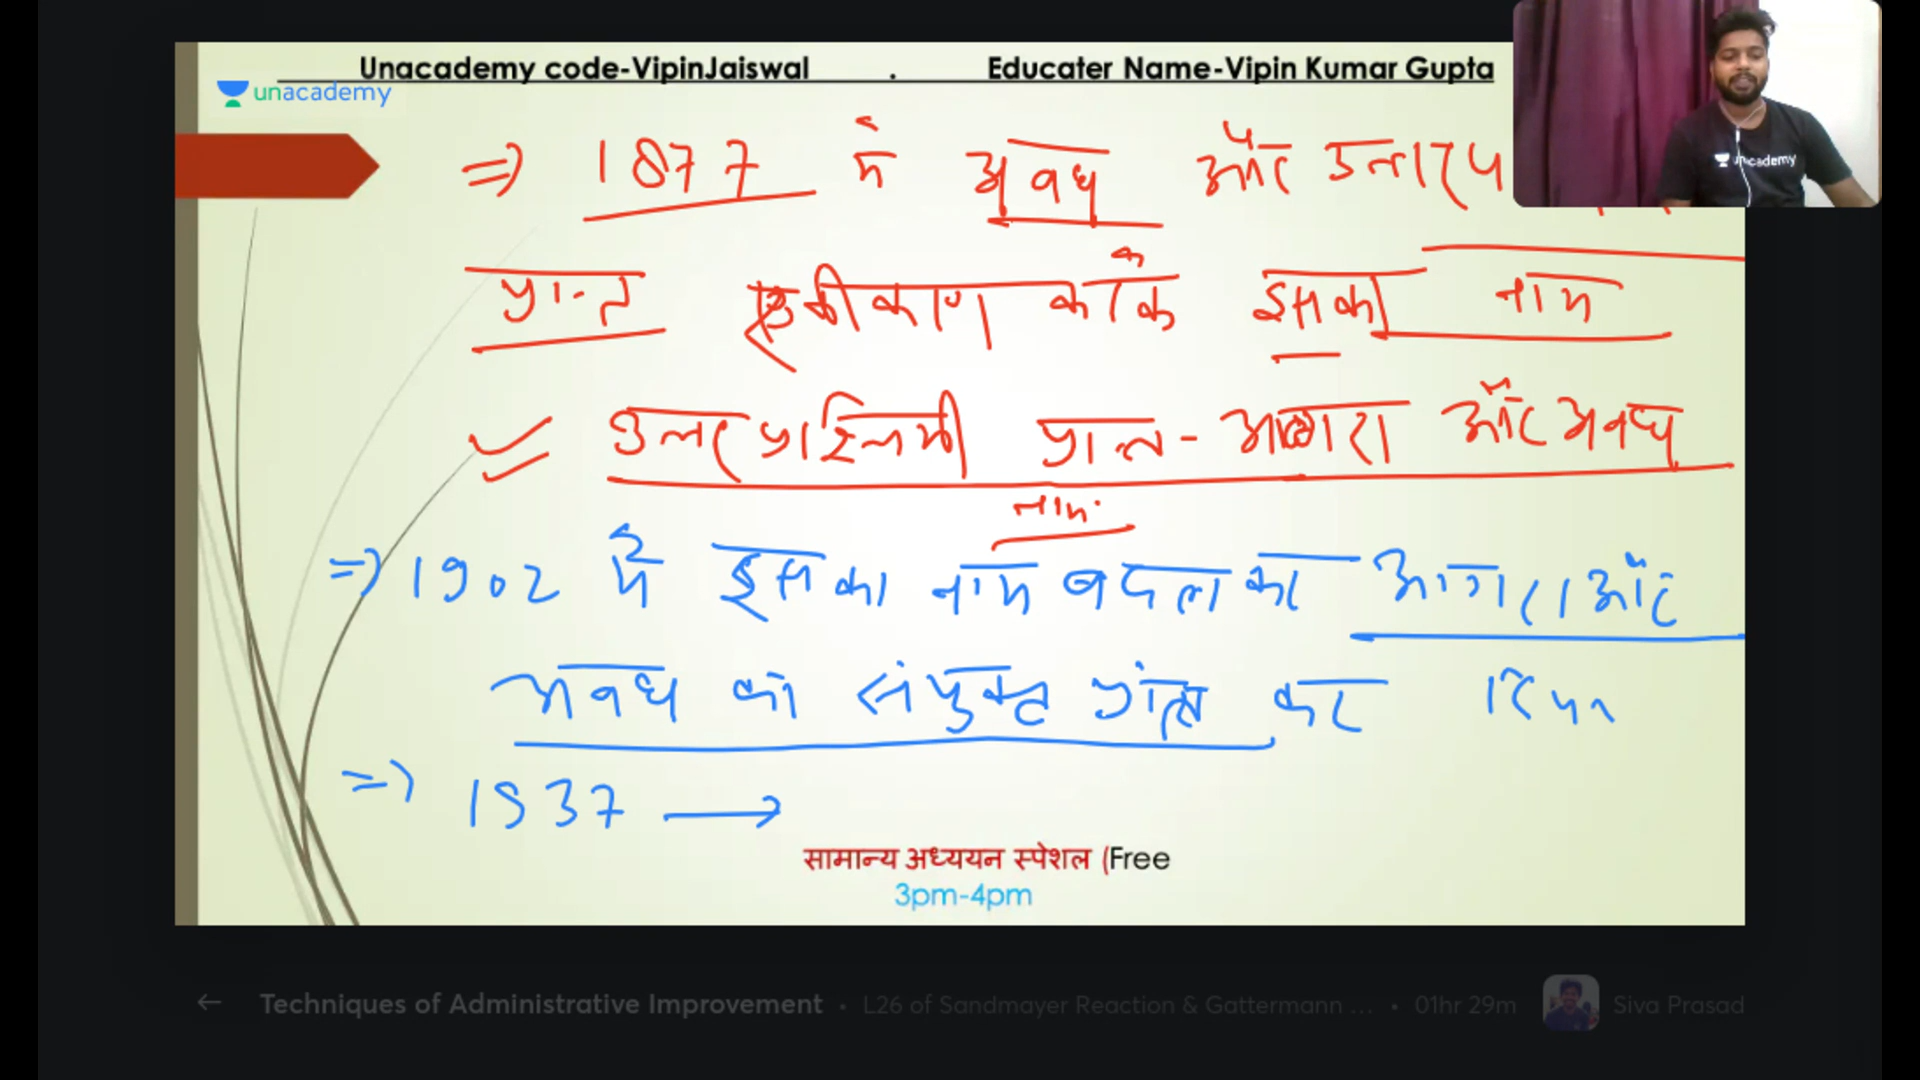 Unacademy code-VipinJaiswal . Educater Name-Vipin Kumar Gupta
unacademy
unacademy
⇒ 1877 में अवध और उत्तर प
प्रान्त एकीकरण करके इसका नाम
उत्तर पश्चिमी प्रान्त - आगरा और अवध
नाम
⇒ 1902 में इसका नाम बदल कर आगरा और
अवध का संयुक्त प्रांत कर दिया
⇒ 1937 →
सामान्य अध्ययन स्पेशल (Free
3pm-4pm
← Techniques of Administrative Improvement • L26 of Sandmayer Reaction & Gattermann ... • 01hr 29m Siva Prasad